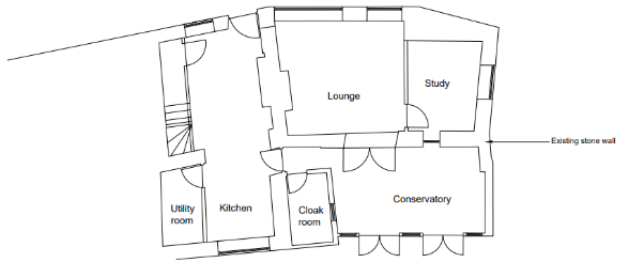 Study
Lounge
Existing stone wall
Conservatory
Utility
room
Kitchen
Cloak
room